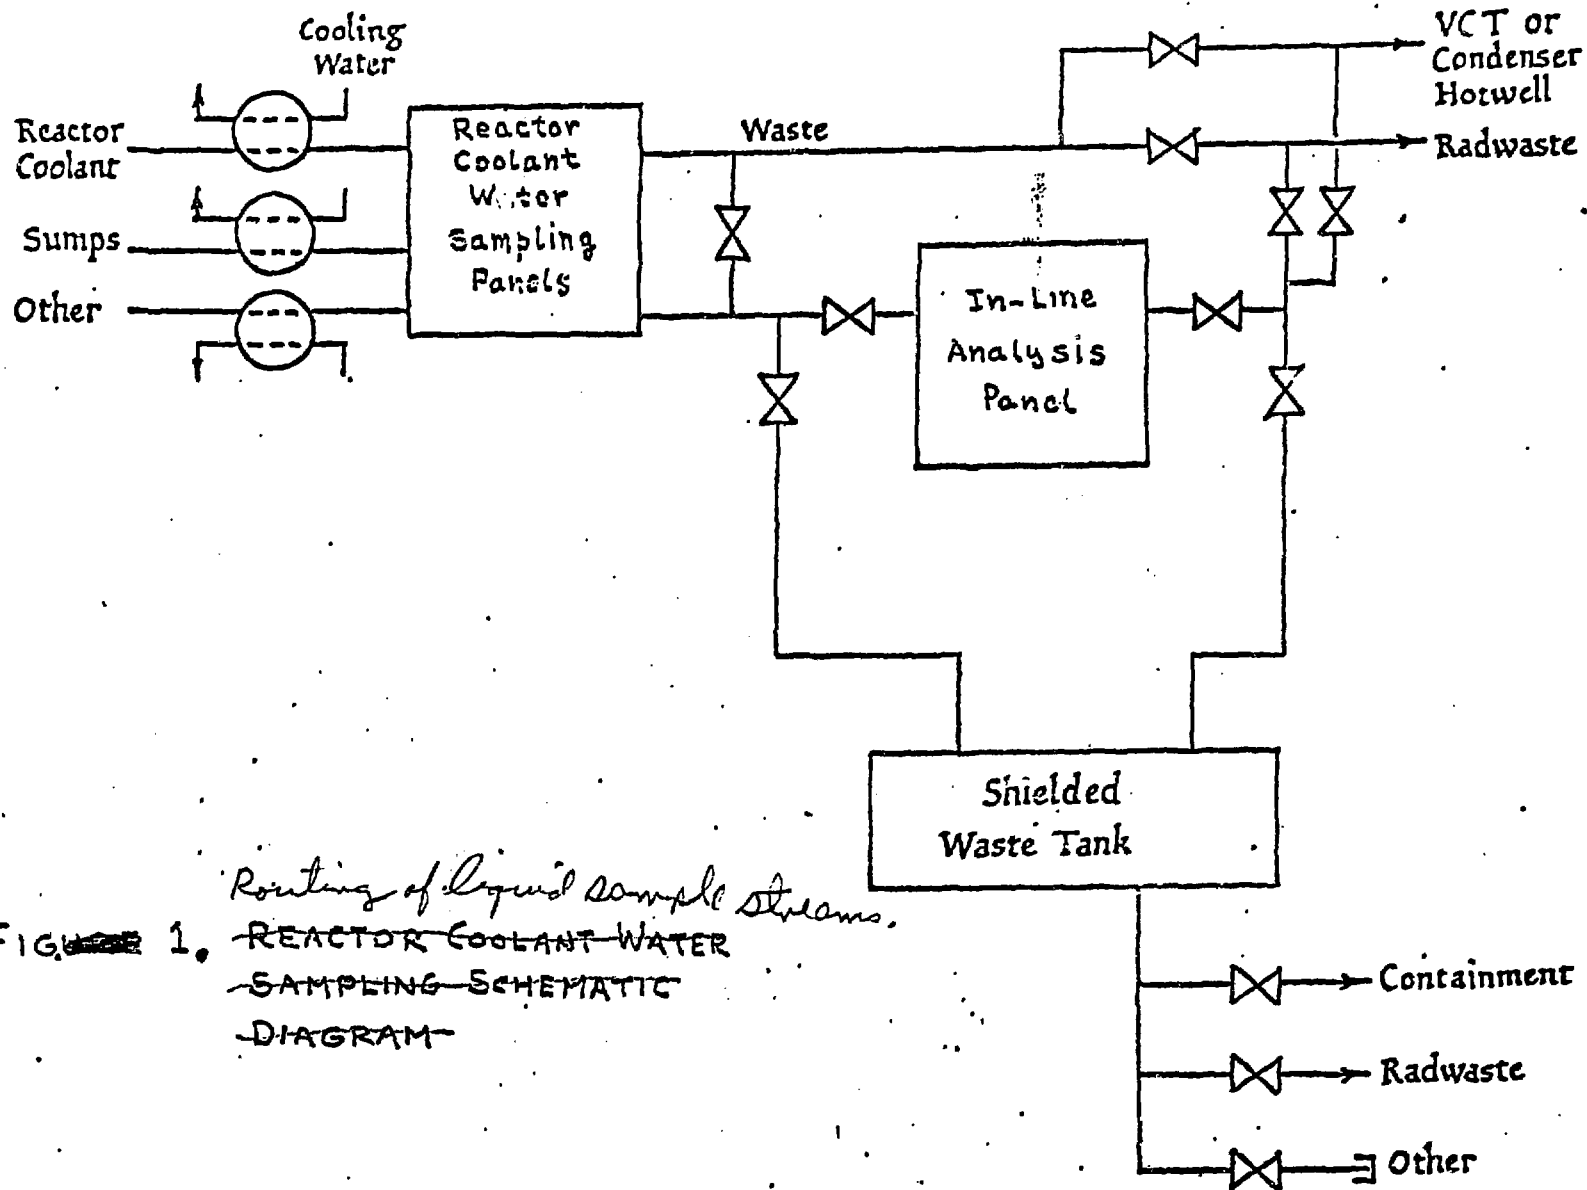 Cooling
Water
VCT or
Condenser
Hotwell
Reactor
Coolant
Reactor
Coolant
Water
Sampling
Panels
Waste
Radwaste
Sumps
Other
In-Line
Analysis
Panel
Shielded
Waste Tank
Routing of liquid sample streams.
FIG. 1. REACTOR COOLANT WATER
SAMPLING SCHEMATIC
DIAGRAM
Containment
Radwaste
Other